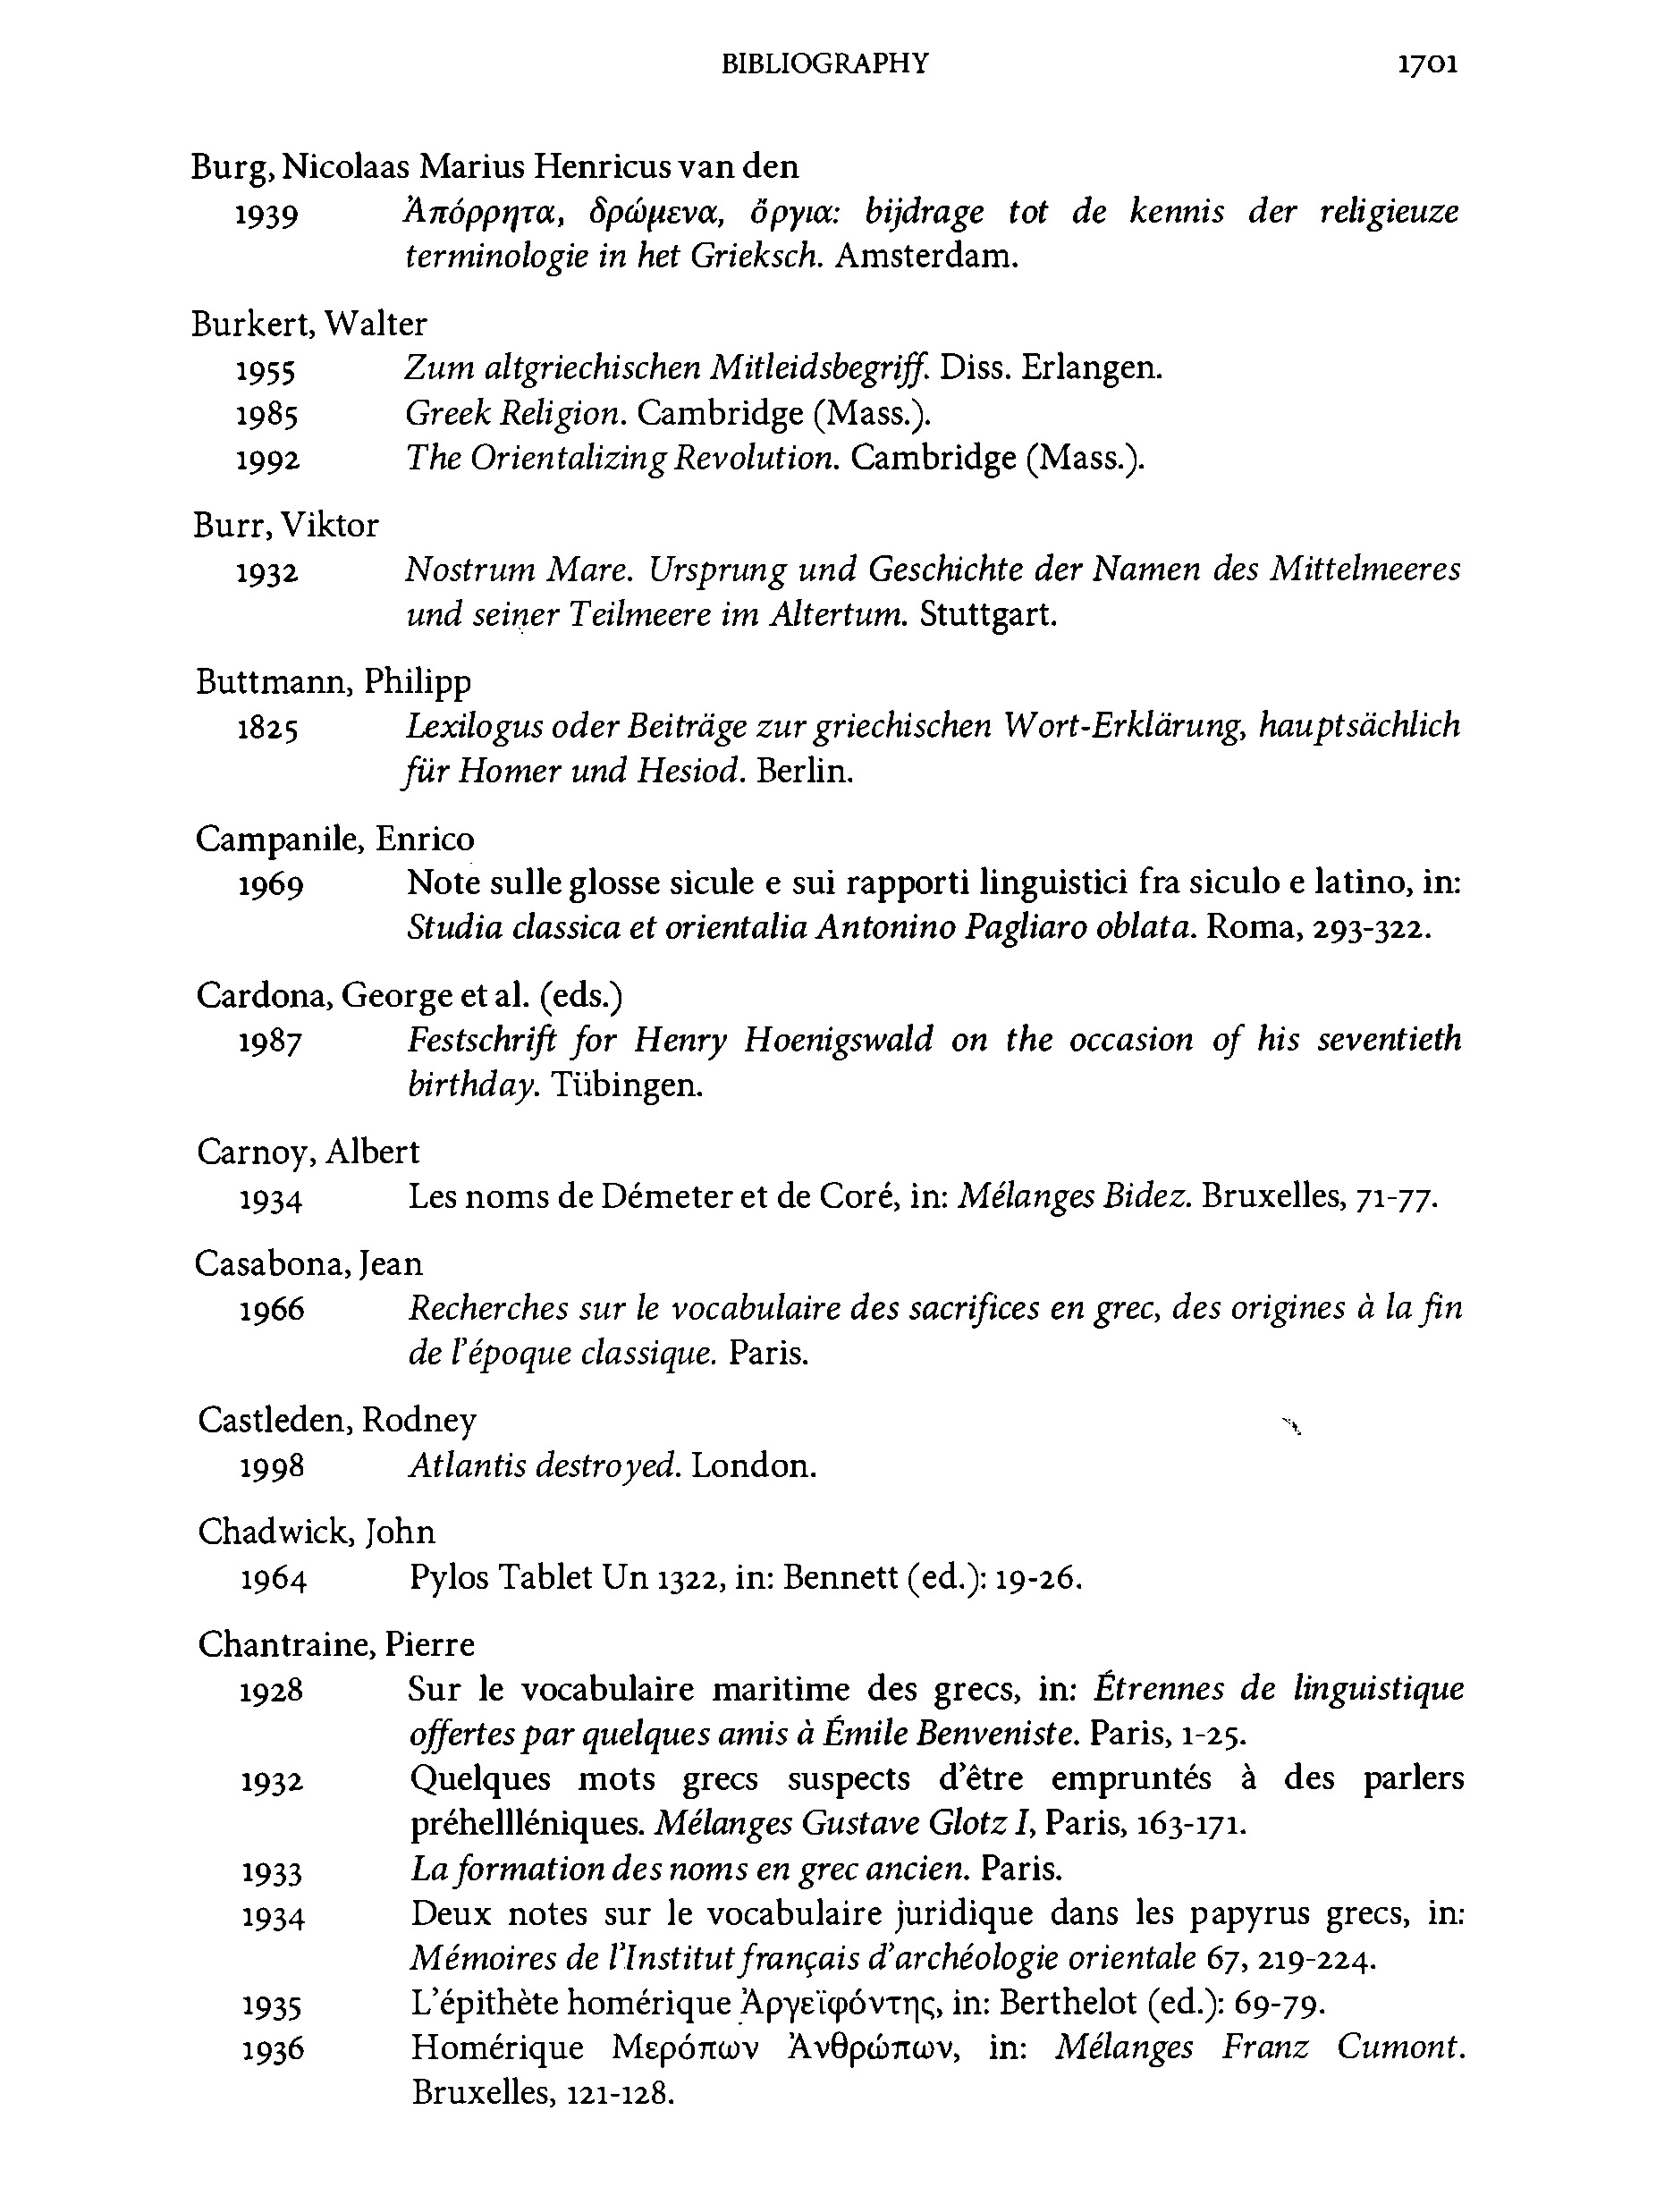 BIBLIOGRAPHY 1701
Burg, Nicolaas Marius Henricus van den
1939 Ἀπόρρητα, δρώμενα, ὄργια: bijdrage tot de kennis der religieuze
terminologie in het Grieksch. Amsterdam.
Burkert, Walter
1955 Zum altgriechischen Mitleidsbegriff. Diss. Erlangen.
1985 Greek Religion. Cambridge (Mass.).
1992 The Orientalizing Revolution. Cambridge (Mass.).
Burr, Viktor
1932 Nostrum Mare. Ursprung und Geschichte der Namen des Mittelmeeres
und seiner Teilmeere im Altertum. Stuttgart.
Buttmann, Philipp
1825 Lexilogus oder Beiträge zur griechischen Wort-Erklärung, hauptsächlich
für Homer und Hesiod. Berlin.
Campanile, Enrico
1969 Note sulle glosse sicule e sui rapporti linguistici fra siculo e latino, in:
Studia classica et orientalia Antonino Pagliaro oblata. Roma, 293-322.
Cardona, George et al. (eds.)
1987 Festschrift for Henry Hoenigswald on the occasion of his seventieth
birthday. Tübingen.
Carnoy, Albert
1934 Les noms de Démeter et de Coré, in: Mélanges Bidez. Bruxelles, 71-77.
Casabona, Jean
1966 Recherches sur le vocabulaire des sacrifices en grec, des origines à la fin
de l'époque classique. Paris.
Castleden, Rodney
1998 Atlantis destroyed. London.
Chadwick, John
1964 Pylos Tablet Un 1322, in: Bennett (ed.): 19-26.
Chantraine, Pierre
1928 Sur le vocabulaire maritime des grecs, in: Étrennes de linguistique
offertes par quelques amis à Émile Benveniste. Paris, 1-25.
1932 Quelques mots grecs suspects d'être empruntés à des parlers
préhellléniques. Mélanges Gustave Glotz I, Paris, 163-171.
1933 La formation des noms en grec ancien. Paris.
1934 Deux notes sur le vocabulaire juridique dans les papyrus grecs, in:
Mémoires de l'Institut français d'archéologie orientale 67, 219-224.
1935 L'épithète homérique Ἀργεϊφόντης, in: Berthelot (ed.): 69-79.
1936 Homérique Μερόπων Ἀνθρώπων, in: Mélanges Franz Cumont.
Bruxelles, 121-128.